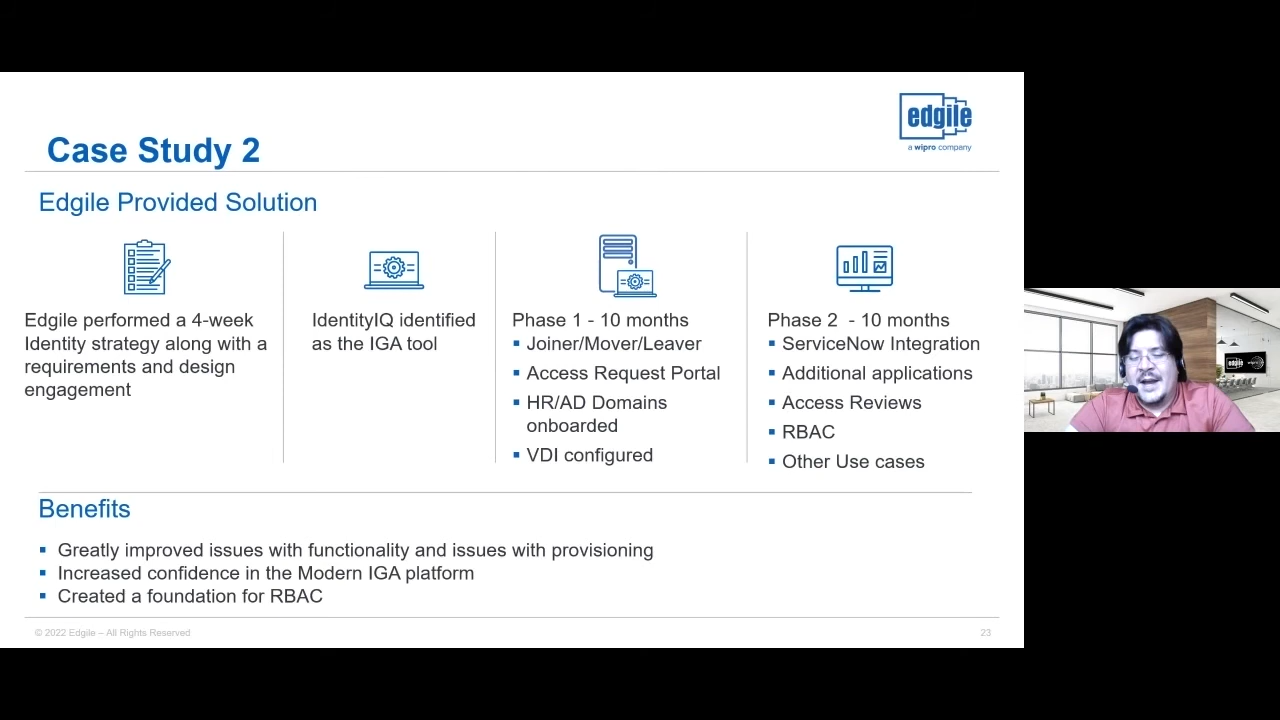 edgile
a wipro company
Case Study 2
Edgile Provided Solution
Edgile performed a 4-week
Identity strategy along with a
requirements and design
engagement
IdentityIQ identified
as the IGA tool
Phase 1 - 10 months
▪ Joiner/Mover/Leaver
▪ Access Request Portal
▪ HR/AD Domains
onboarded
▪ VDI configured
Phase 2  - 10 months
▪ ServiceNow Integration
▪ Additional applications
▪ Access Reviews
▪ RBAC
▪ Other Use cases
Benefits
▪ Greatly improved issues with functionality and issues with provisioning
▪ Increased confidence in the Modern IGA platform
▪ Created a foundation for RBAC
© 2022 Edgile – All Rights Reserved
23
edgile
wipro